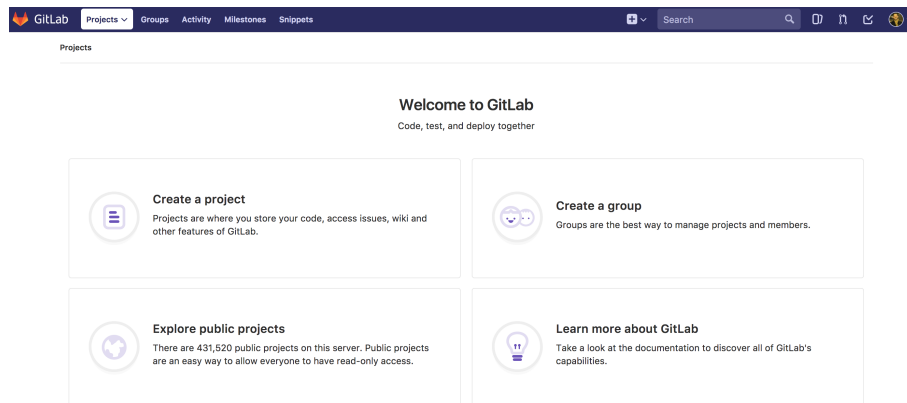 GitLab Projects Groups Activity Milestones Snippets Search
Projects
Welcome to GitLab
Code, test, and deploy together
Create a project
Projects are where you store your code, access issues, wiki and
other features of GitLab.
Create a group
Groups are the best way to manage projects and members.
Explore public projects
There are 431,520 public projects on this server. Public projects
are an easy way to allow everyone to have read-only access.
Learn more about GitLab
Take a look at the documentation to discover all of GitLab's
capabilities.